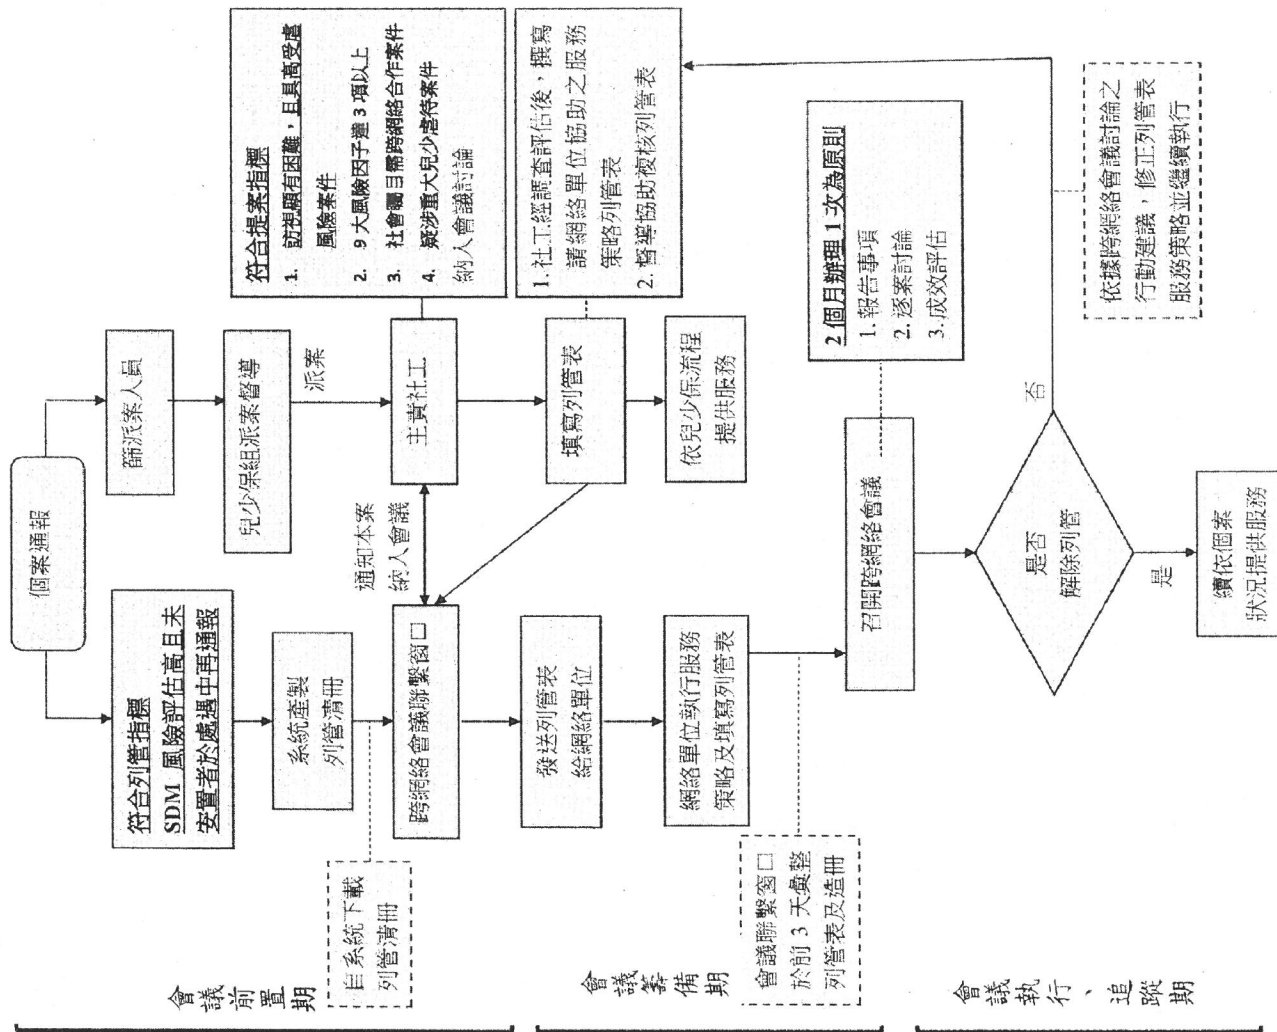 會議前置期
個案通報
符合列管指標
SDM 風險評估高且未
安置者於處遇中再通報
篩派案人員
兒少保組派案督導
派案
系統產製
列管清冊
自系統下載
列管清冊
跨網絡會議聯繫窗口
通知本案
納入會議
主責社工
符合提案指標
1. 訪視顯有困難，且具高受虐
風險案件
2. 9 大風險因子達 3 項以上
3. 社會矚目需跨網絡合作案件
4. 疑涉重大兒少虐待案件
納入會議討論
會議籌備期
發送列管表
給網絡單位
填寫列管表
1. 社工經調查評估後，撰寫
請網絡單位協助之服務
策略列管表
2. 督導協助複核列管表
網絡單位執行服務
策略及填寫列管表
依兒少保流程
提供服務
會議聯繫窗口
於前 3 天彙整
列管表及造冊
會議執行、追蹤期
召開跨網絡會議
2 個月辦理 1 次為原則
1. 報告事項
2. 逐案討論
3. 成效評估
是否
解除列管
否
是
依據跨網絡會議討論之
行動建議，修正列管表
服務策略並繼續執行
續依個案
狀況提供服務